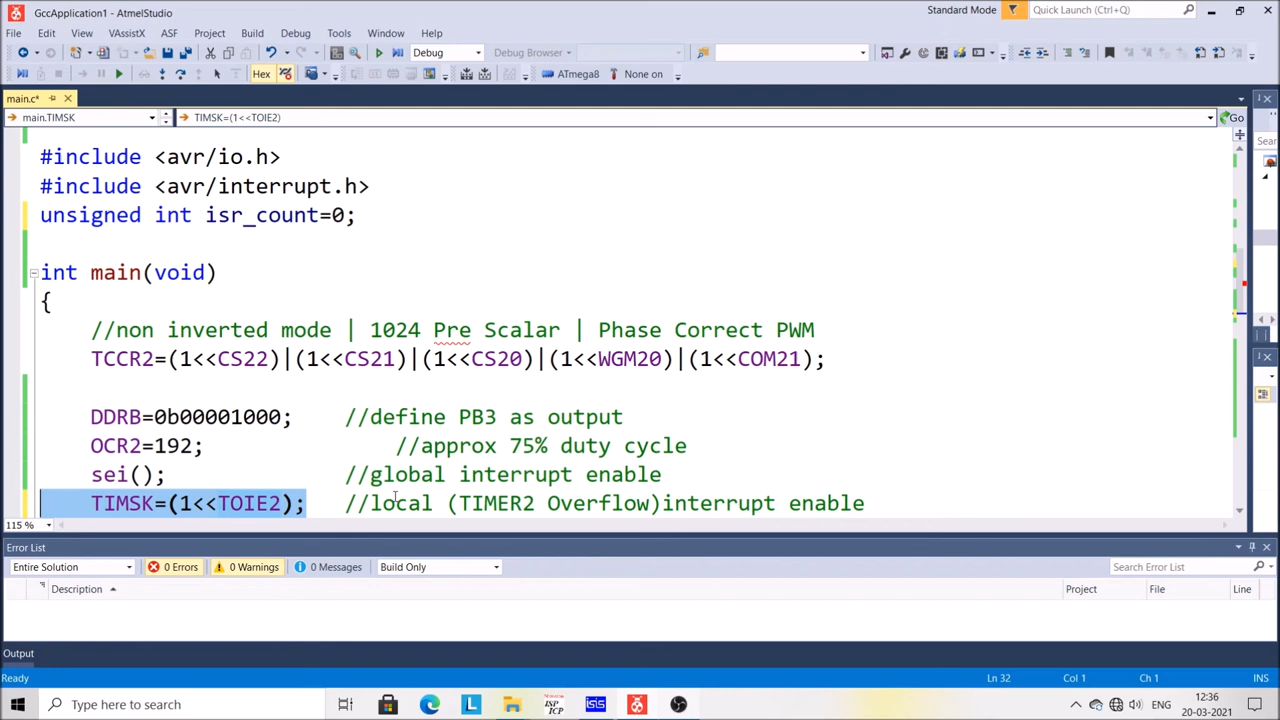 GccApplication1 - AtmelStudio
Standard Mode
Quick Launch (Ctrl+Q)
File Edit View VAssistX ASF Project Build Debug Tools Window Help
Debug
Debug Browser
Hex
ATmega8
None on
main.c*
main.TIMSK
TIMSK=(1<<TOIE2)
Go
#include <avr/io.h>
#include <avr/interrupt.h>
unsigned int isr_count=0;
int main(void)
{
//non inverted mode | 1024 Pre Scalar | Phase Correct PWM
TCCR2=(1<<CS22)|(1<<CS21)|(1<<CS20)|(1<<WGM20)|(1<<COM21);
DDRB=0b00001000; //define PB3 as output
OCR2=192; //approx 75% duty cycle
sei(); //global interrupt enable
TIMSK=(1<<TOIE2); //local (TIMER2 Overflow)interrupt enable
115 %
Sear
Error List
Entire Solution
0 Errors
0 Warnings
0 Messages
Build Only
Search Error List
Description
Project
File
Line
Output
Ready
Ln 32
Col 1
Ch 1
INS
Type here to search
L
ISP
ICP
isis
ENG
12:36
20-03-2021